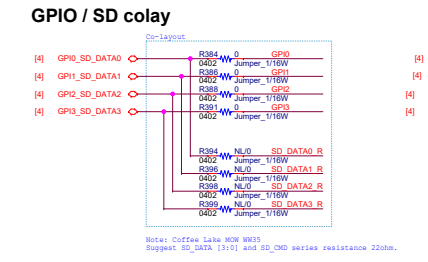 GPIO / SD colay
Co-layout
[4] GPI0_SD_DATA0 R384 0 GPI0 [4]
0402 Jumper_1/16W
[4] GPI1_SD_DATA1 R386 0 GPI1 [4]
0402 Jumper_1/16W
[4] GPI2_SD_DATA2 R388 0 GPI2 [4]
0402 Jumper_1/16W
[4] GPI3_SD_DATA3 R391 0 GPI3 [4]
0402 Jumper_1/16W
R394 NL/0 SD_DATA0_R
0402 Jumper_1/16W
R396 NL/0 SD_DATA1_R
0402 Jumper_1/16W
R398 NL/0 SD_DATA2_R
0402 Jumper_1/16W
R399 NL/0 SD_DATA3_R
0402 Jumper_1/16W
Note: Coffee Lake MOW WW35
Suggest SD_DATA [3:0] and SD_CMD series resistance 22ohm.